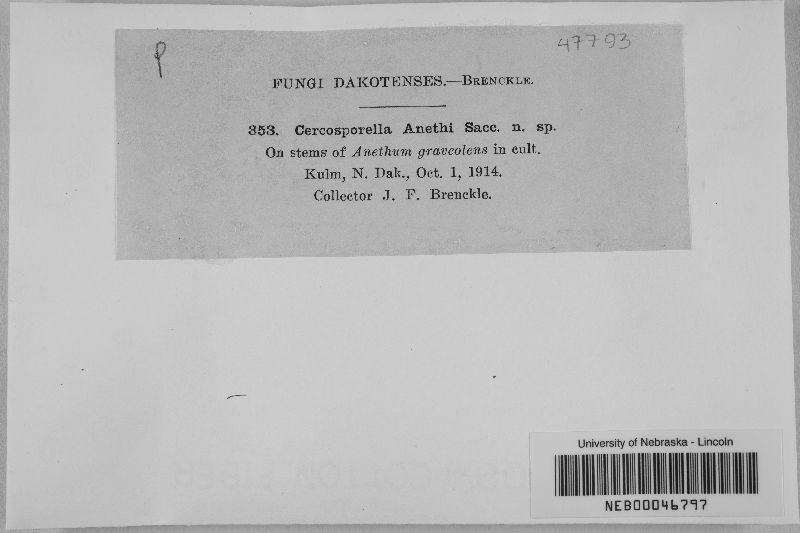 P
47793
FUNGI DAKOTENSES.—BRENCKLE.
353. Cercosporella Anethi Sacc. n. sp.
On stems of Anethum graveolens in cult.
Kulm, N. Dak., Oct. 1, 1914.
Collector J. F. Brenckle.
University of Nebraska - Lincoln
NEB00046797